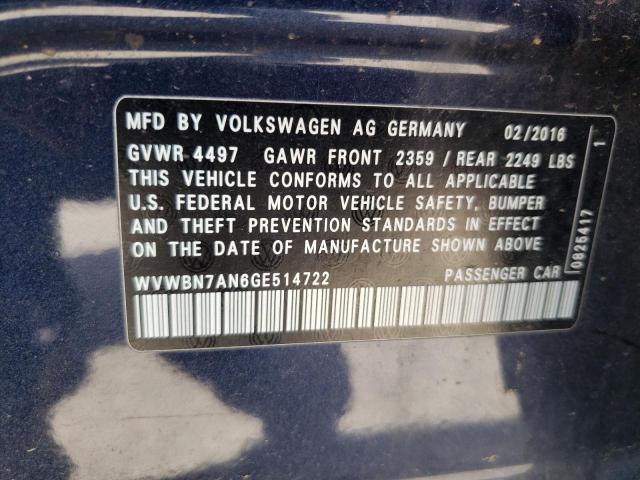 MFD BY VOLKSWAGEN AG GERMANY 02/2016
GVWR 4497 GAWR FRONT 2359 / REAR 2249 LBS
THIS VEHICLE CONFORMS TO ALL APPLICABLE
U.S. FEDERAL MOTOR VEHICLE SAFETY, BUMPER
AND THEFT PREVENTION STANDARDS IN EFFECT
ON THE DATE OF MANUFACTURE SHOWN ABOVE
WVWBN7AN6GE514722 PASSENGER CAR
0825417 1